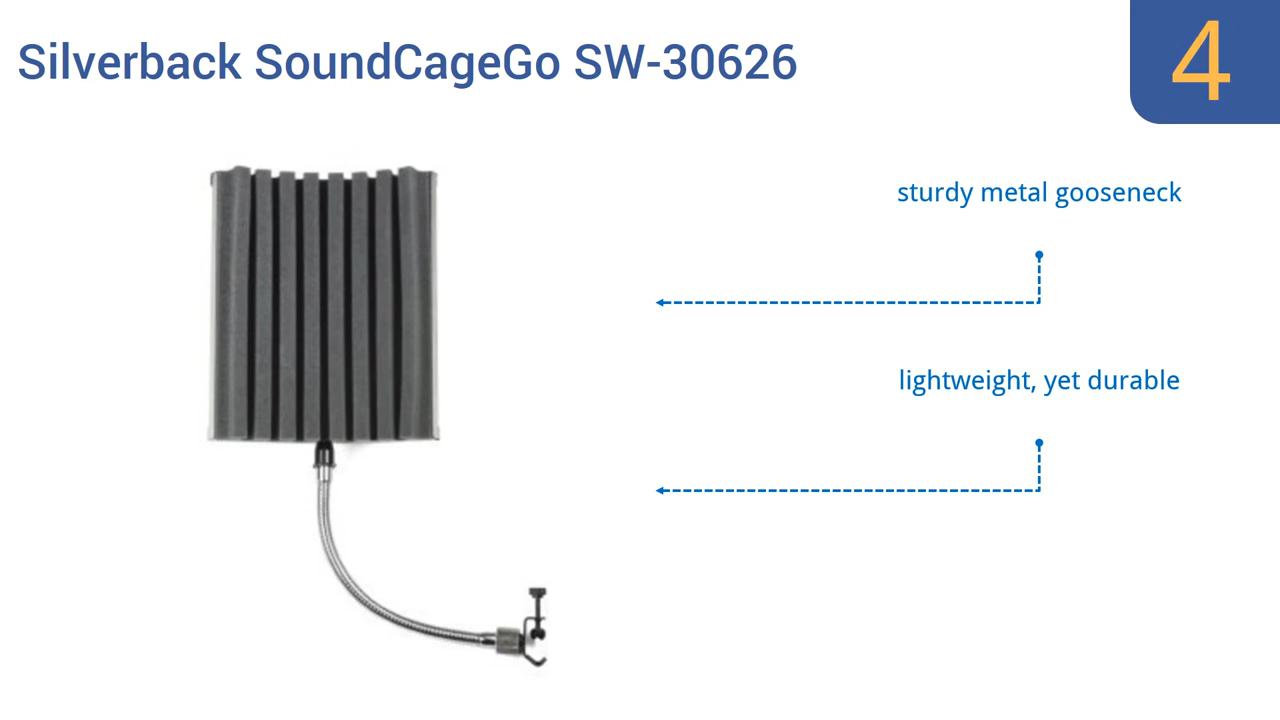 Silverback SoundCageGo SW-30626
4
sturdy metal gooseneck
lightweight, yet durable